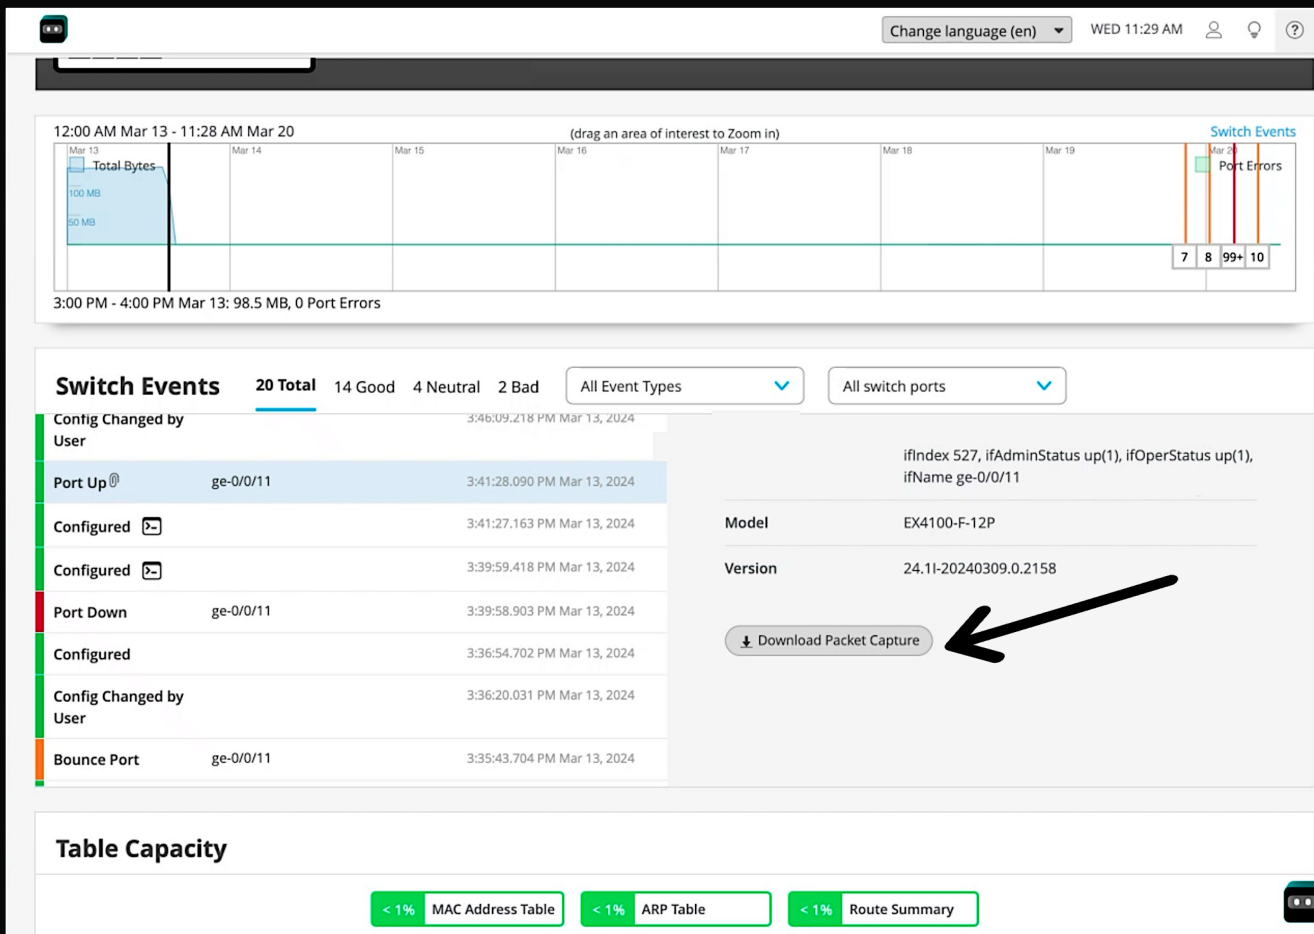 Change language (en)
WED 11:29 AM
12:00 AM Mar 13 - 11:28 AM Mar 20
(drag an area of interest to Zoom in)
Switch Events
Mar 13
Mar 14
Mar 15
Mar 16
Mar 17
Mar 18
Mar 19
Mar 20
Total Bytes
Port Errors
100 MB
50 MB
7
8
99+
10
3:00 PM - 4:00 PM Mar 13: 98.5 MB, 0 Port Errors
Switch Events
20 Total
14 Good
4 Neutral
2 Bad
All Event Types
All switch ports
Config Changed by
User
3:46:09.218 PM Mar 13, 2024
Port Up
ge-0/0/11
3:41:28.090 PM Mar 13, 2024
Configured
3:41:27.163 PM Mar 13, 2024
Configured
3:39:59.418 PM Mar 13, 2024
Port Down
ge-0/0/11
3:39:58.903 PM Mar 13, 2024
Configured
3:36:54.702 PM Mar 13, 2024
Config Changed by
User
3:36:20.031 PM Mar 13, 2024
Bounce Port
ge-0/0/11
3:35:43.704 PM Mar 13, 2024
ifIndex 527, ifAdminStatus up(1), ifOperStatus up(1),
ifName ge-0/0/11
Model
EX4100-F-12P
Version
24.1I-20240309.0.2158
Download Packet Capture
Table Capacity
< 1% MAC Address Table
< 1% ARP Table
< 1% Route Summary